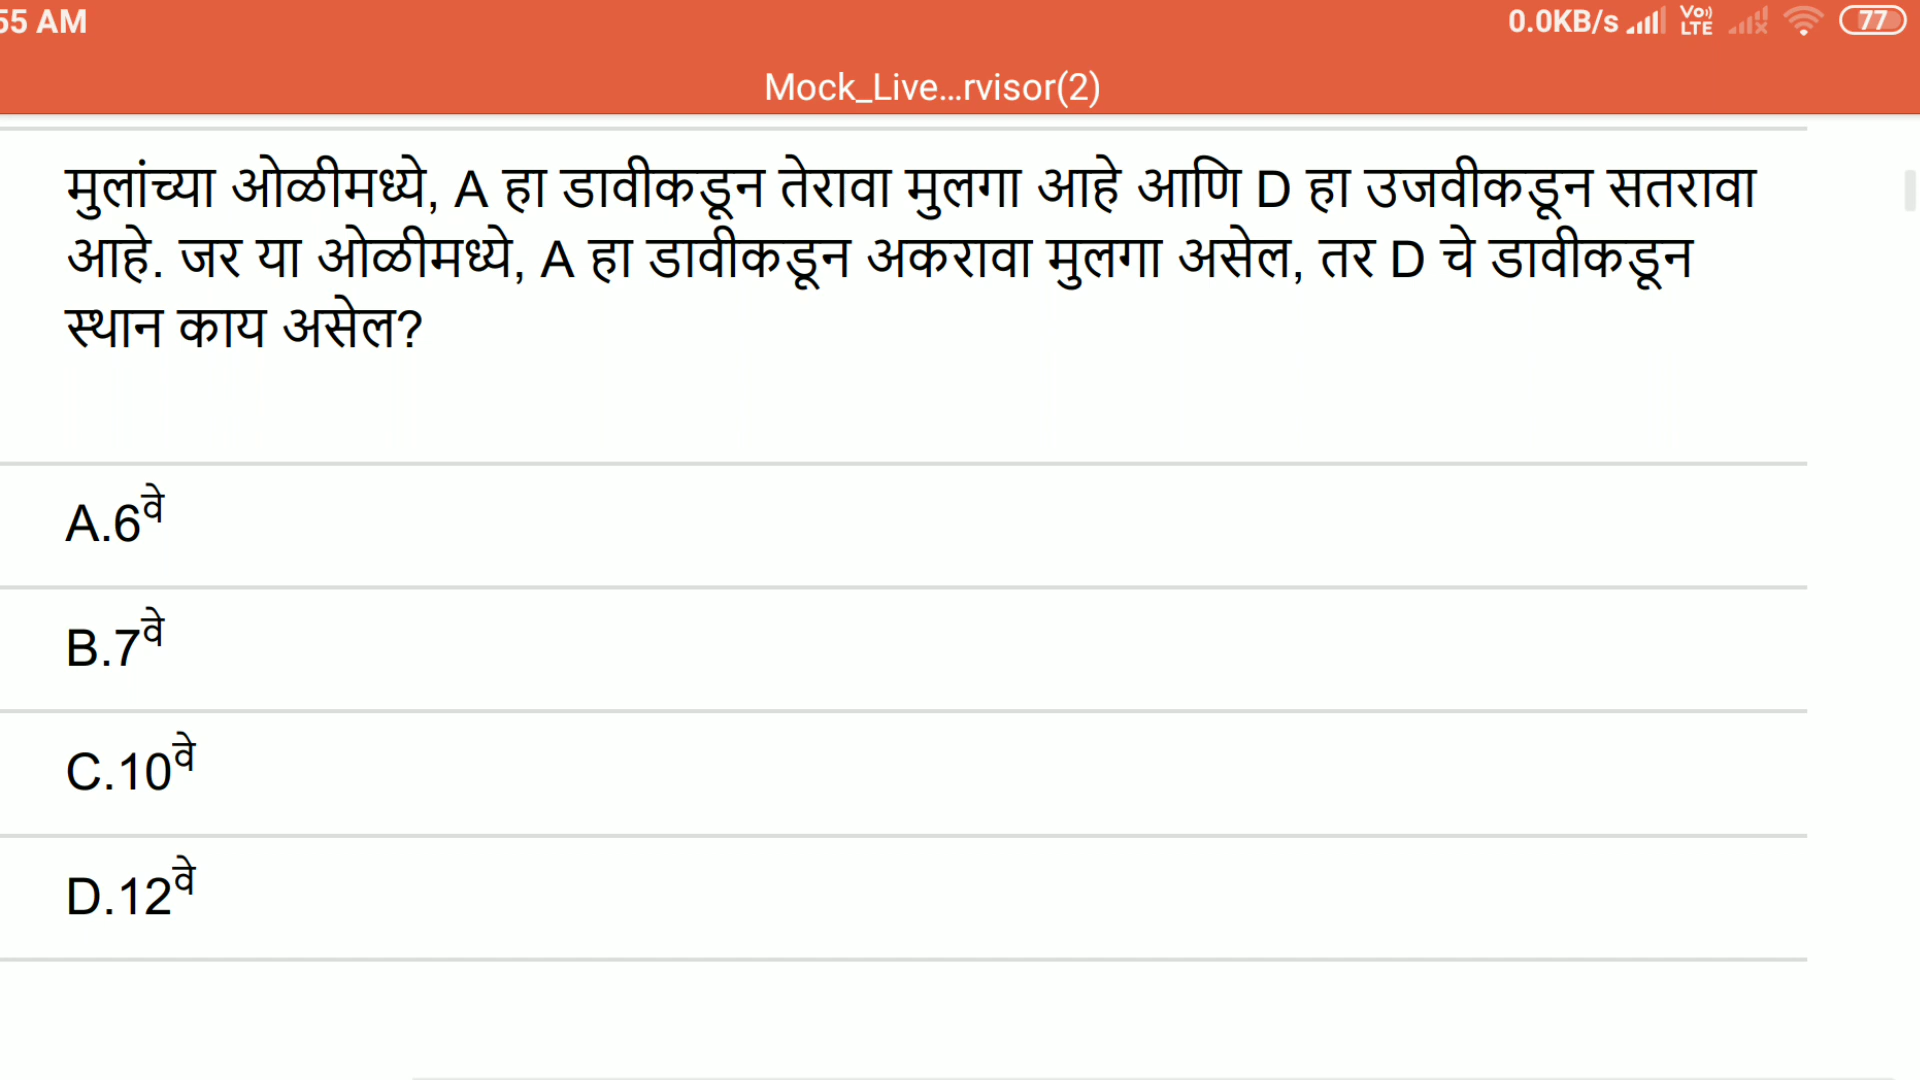 55 AM 0.0KB/s Vo)) LTE 77
Mock_Live...rvisor(2)
मुलांच्या ओळीमध्ये, A हा डावीकडून तेरावा मुलगा आहे आणि D हा उजवीकडून सतरावा
आहे. जर या ओळीमध्ये, A हा डावीकडून अकरावा मुलगा असेल, तर D चे डावीकडून
स्थान काय असेल?
A.6वे
B.7वे
C.10वे
D.12वे